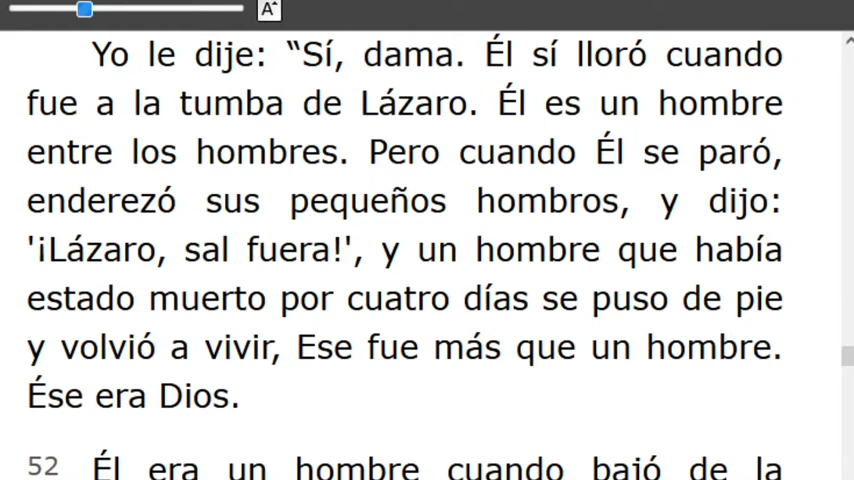 A
Yo le dije: “Sí, dama. Él sí lloró cuando
fue a la tumba de Lázaro. Él es un hombre
entre los hombres. Pero cuando Él se paró,
enderezó sus pequeños hombros, y dijo:
'¡Lázaro, sal fuera!', y un hombre que había
estado muerto por cuatro días se puso de pie
y volvió a vivir, Ese fue más que un hombre.
Ése era Dios.
52 Él era un hombre cuando bajó de la